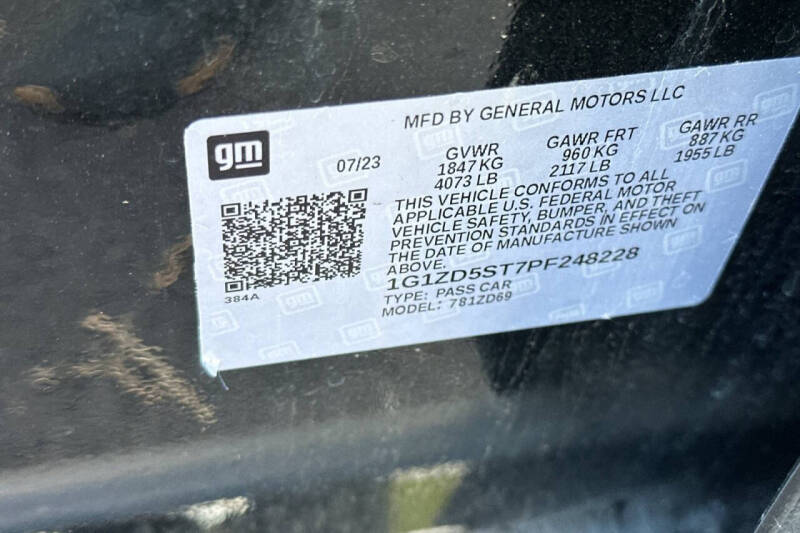 MFD BY GENERAL MOTORS LLC
gm
07/23
GVWR
1847 KG
4073 LB
GAWR FRT
960 KG
2117 LB
GAWR RR
887 KG
1955 LB
THIS VEHICLE CONFORMS TO ALL
APPLICABLE U.S. FEDERAL MOTOR
VEHICLE SAFETY, BUMPER, AND THEFT
PREVENTION STANDARDS IN EFFECT ON
THE DATE OF MANUFACTURE SHOWN
ABOVE.
1G1ZD5ST7PF248228
TYPE: PASS CAR
MODEL: 781ZD69
384A